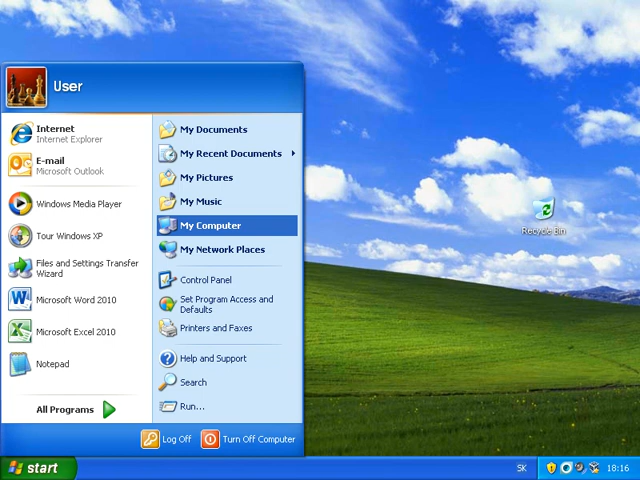 User
Internet
Internet Explorer
E-mail
Microsoft Outlook
Windows Media Player
Tour Windows XP
Files and Settings Transfer
Wizard
Microsoft Word 2010
Microsoft Excel 2010
Notepad
All Programs
My Documents
My Recent Documents
My Pictures
My Music
My Computer
My Network Places
Control Panel
Set Program Access and
Defaults
Printers and Faxes
Help and Support
Search
Run...
Log Off
Turn Off Computer
Recycle Bin
start
SK
18:16